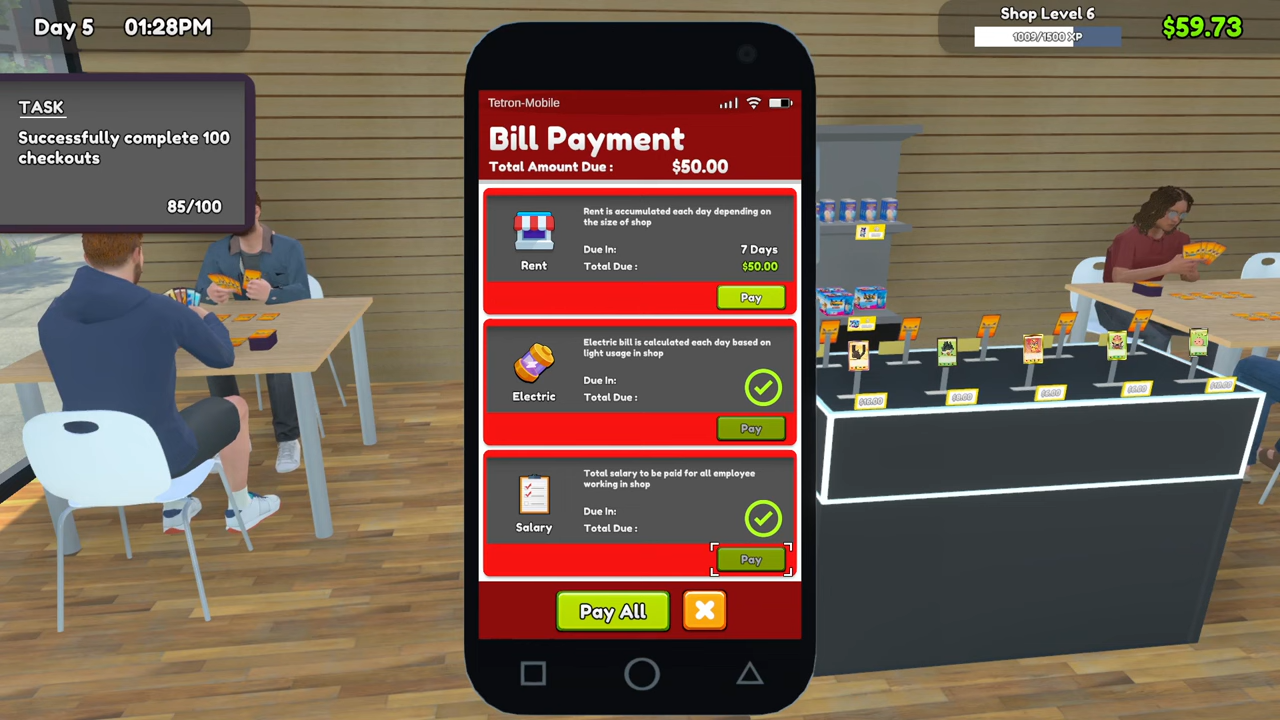 Day 5 01:28PM
Shop Level 6
1009/1500 XP
$59.73
TASK
Successfully complete 100
checkouts
85/100
Tetron-Mobile
Bill Payment
Total Amount Due : $50.00
Rent is accumulated each day depending on
the size of shop
Due In: 7 Days
Rent
Total Due : $50.00
Pay
Electric bill is calculated each day based on
light usage in shop
Due In:
Electric
Total Due :
Pay
Total salary to be paid for all employee
working in shop
Due In:
Salary
Total Due :
Pay
Pay All